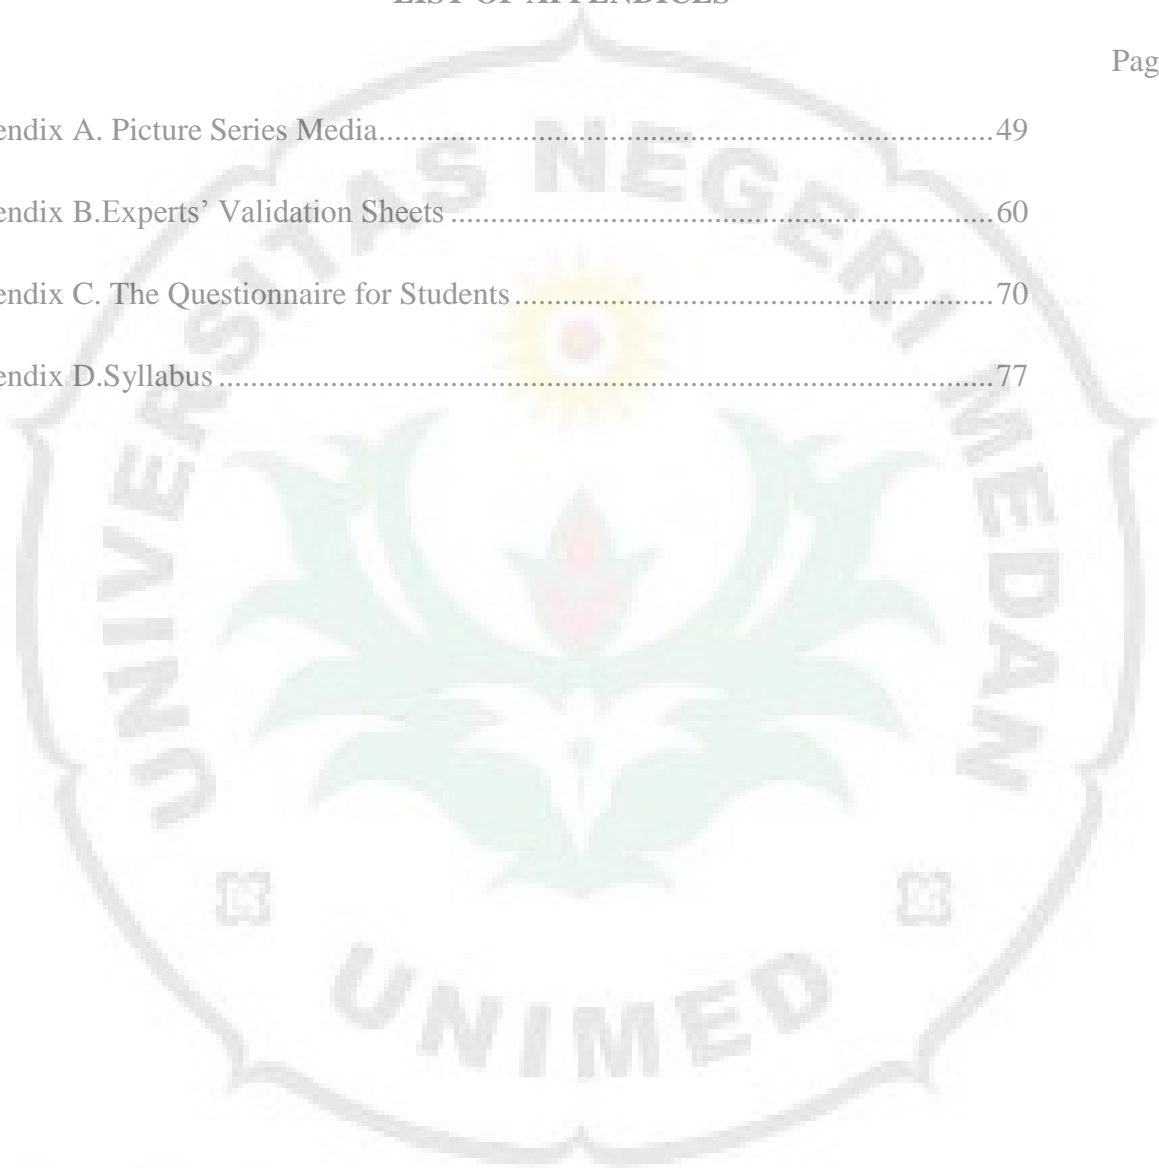 LIST OF APPENDICES
Pag
endix A. Picture Series Media.......................................................................... 49
endix B.Experts’ Validation Sheets ................................................................. 60
endix C. The Questionnaire for Students ......................................................... 70
endix D.Syllabus ............................................................................................. 77
UNIVERSITAS NEGERI MEDAN
UNIMED